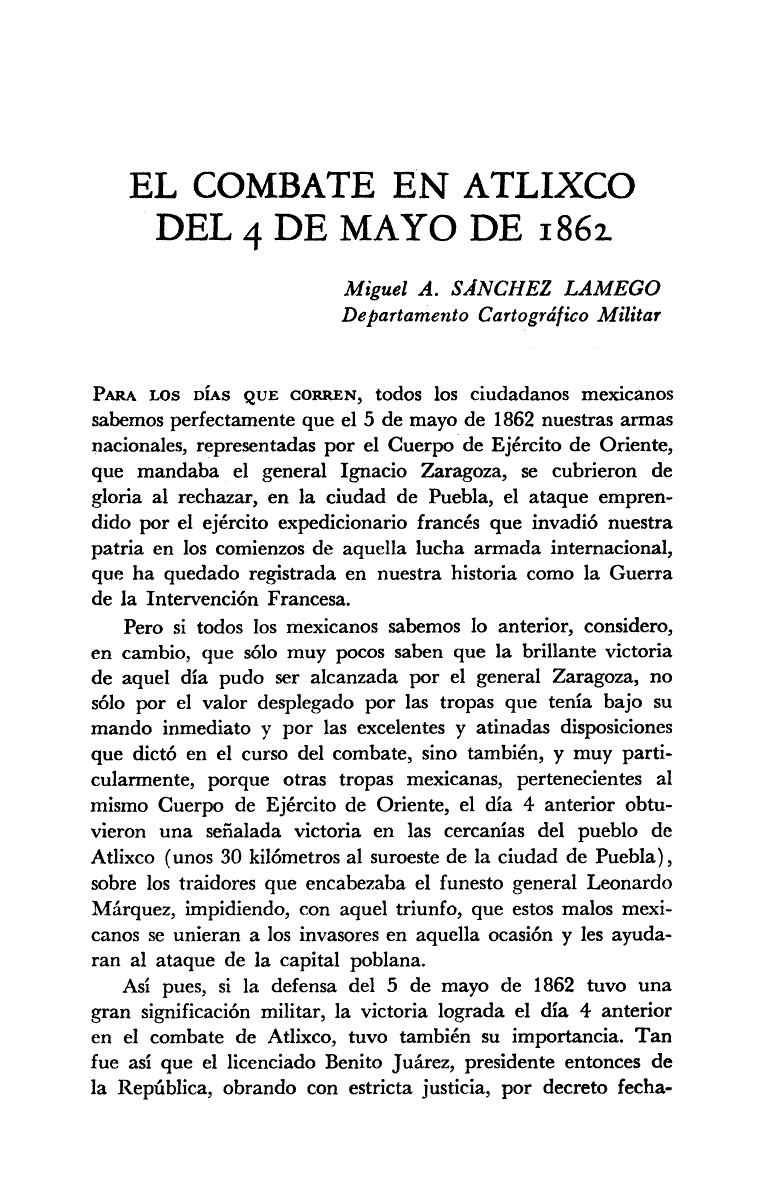 EL COMBATE EN ATLIXCO
DEL 4 DE MAYO DE 1862
Miguel A. SÁNCHEZ LAMEGO
Departamento Cartográfico Militar
PARA LOS DÍAS QUE CORREN, todos los ciudadanos mexicanos
sabemos perfectamente que el 5 de mayo de 1862 nuestras armas
nacionales, representadas por el Cuerpo de Ejército de Oriente,
que mandaba el general Ignacio Zaragoza, se cubrieron de
gloria al rechazar, en la ciudad de Puebla, el ataque empren-
dido por el ejército expedicionario francés que invadió nuestra
patria en los comienzos de aquella lucha armada internacional,
que ha quedado registrada en nuestra historia como la Guerra
de la Intervención Francesa.
Pero si todos los mexicanos sabemos lo anterior, considero,
en cambio, que sólo muy pocos saben que la brillante victoria
de aquel día pudo ser alcanzada por el general Zaragoza, no
sólo por el valor desplegado por las tropas que tenía bajo su
mando inmediato y por las excelentes y atinadas disposiciones
que dictó en el curso del combate, sino también, y muy parti-
cularmente, porque otras tropas mexicanas, pertenecientes al
mismo Cuerpo de Ejército de Oriente, el día 4 anterior obtu-
vieron una señalada victoria en las cercanías del pueblo de
Atlixco (unos 30 kilómetros al suroeste de la ciudad de Puebla),
sobre los traidores que encabezaba el funesto general Leonardo
Márquez, impidiendo, con aquel triunfo, que estos malos mexi-
canos se unieran a los invasores en aquella ocasión y les ayuda-
ran al ataque de la capital poblana.
Así pues, si la defensa del 5 de mayo de 1862 tuvo una
gran significación militar, la victoria lograda el día 4 anterior
en el combate de Atlixco, tuvo también su importancia. Tan
fue así que el licenciado Benito Juárez, presidente entonces de
la República, obrando con estricta justicia, por decreto fecha-